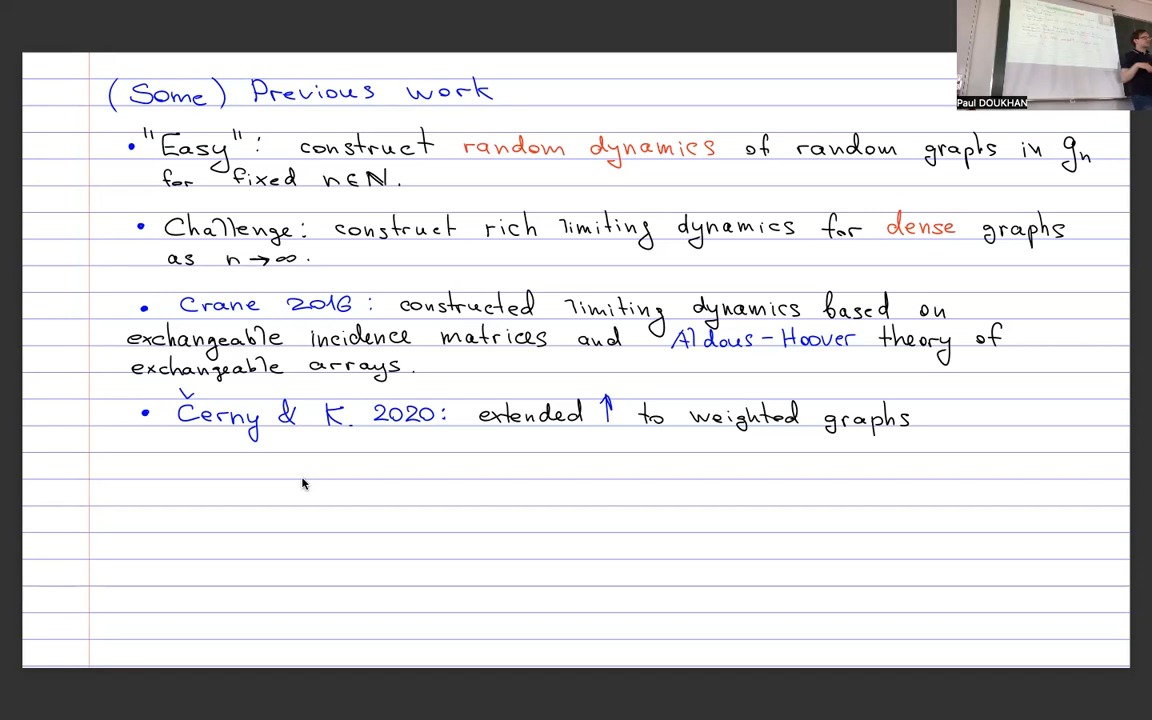 (Some) Previous work
• "Easy": construct random dynamics of random graphs in Gn
for fixed n∈ℕ.
• Challenge: construct rich limiting dynamics for dense graphs
as n→∞.
• Crane 2016: constructed limiting dynamics based on
exchangeable incidence matrices and Aldous-Hoover theory of
exchangeable arrays.
• Černy & K. 2020: extended ↑ to weighted graphs
Paul DOUKHAN